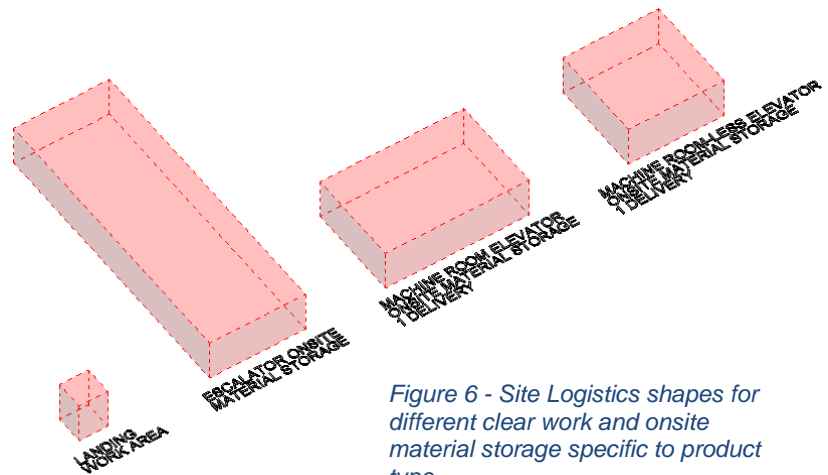 MACHINE ROOM-LESS ELEVATOR
ONSITE MATERIAL STORAGE
1 DELIVERY
MACHINE ROOM ELEVATOR
ONSITE MATERIAL STORAGE
1 DELIVERY
ESCALATOR ONSITE
MATERIAL STORAGE
LANDING
WORK AREA
Figure 6 - Site Logistics shapes for
different clear work and onsite
material storage specific to product
type